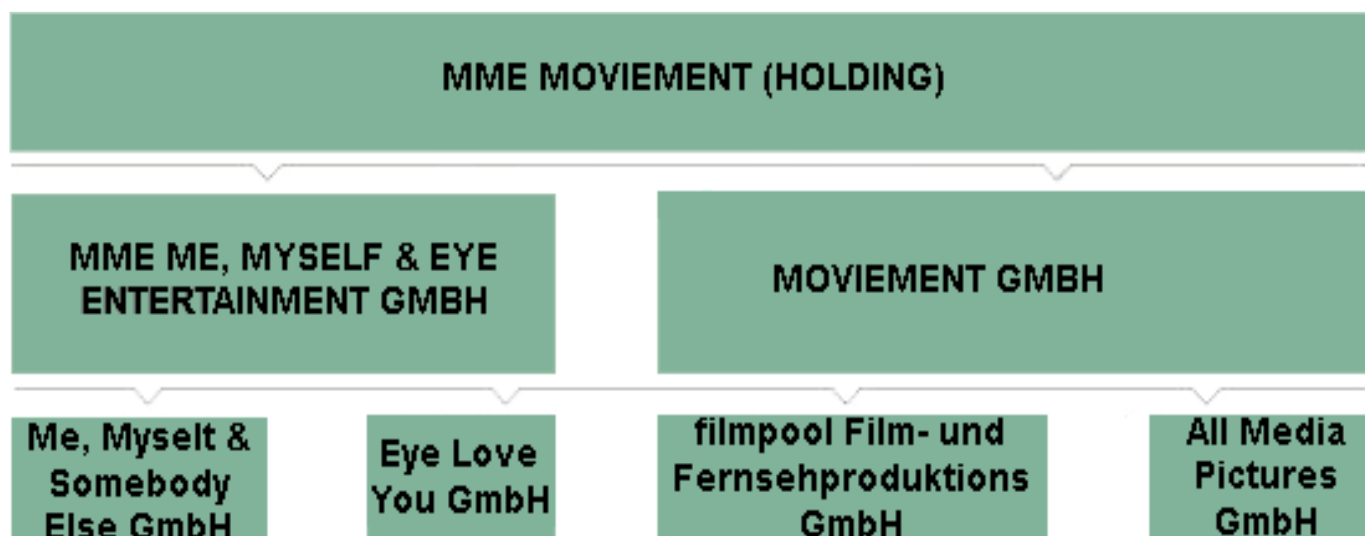 MME MOVIEMENT (HOLDING)
MME ME, MYSELF & EYE
ENTERTAINMENT GMBH
MOVIEMENT GMBH
Me, Myselt &
Somebody
Else GmbH
Eye Love
You GmbH
filmpool Film- und
Fernsehproduktions
GmbH
All Media
Pictures
GmbH